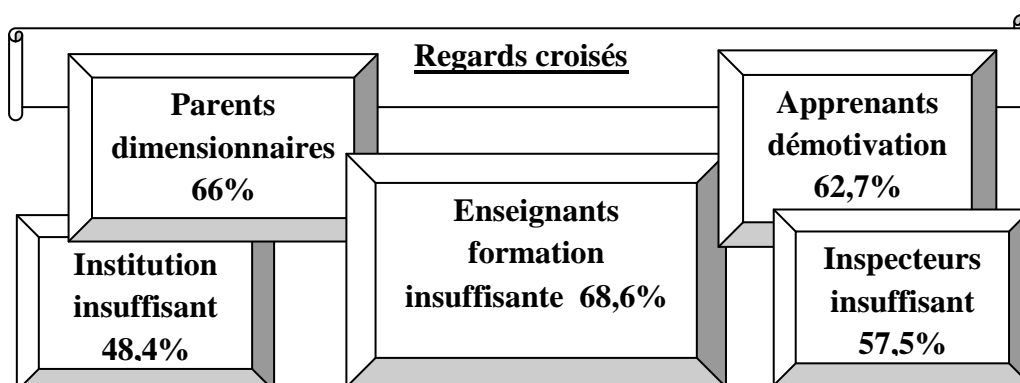 Regards croisés
Parents
dimensionnaires
66%
Apprenants
démotivation
62,7%
Enseignants
formation
insuffisante 68,6%
Institution
insuffisant
48,4%
Inspecteurs
insuffisant
57,5%